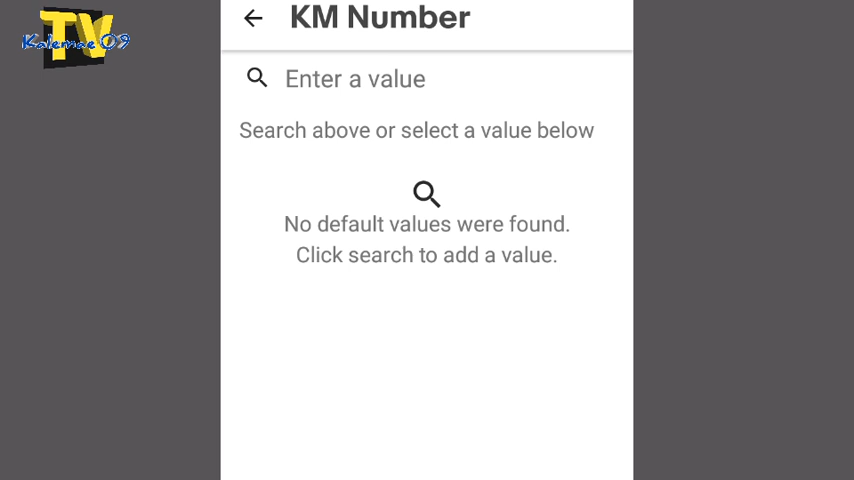 TV
Kalemae 09
KM Number
Enter a value
Search above or select a value below
No default values were found.
Click search to add a value.